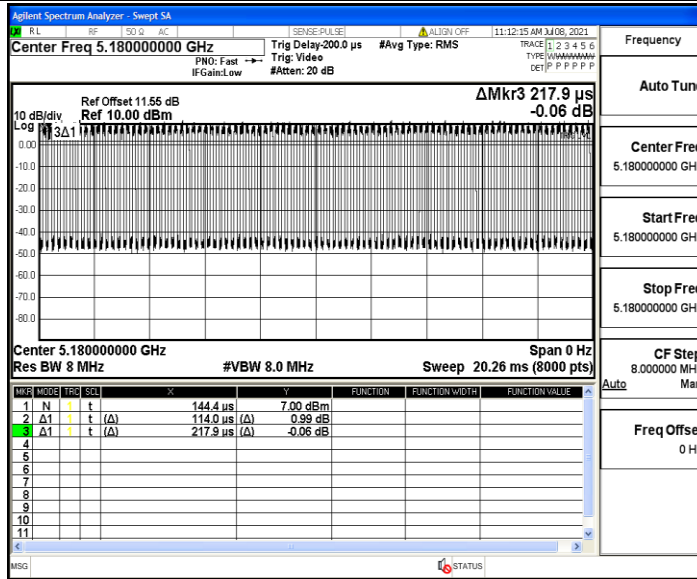 Agilent Spectrum Analyzer - Swept SA
RL RF 50 Ω AC SENSE:PULSE ALIGN OFF 11:12:15 AM Jul 08, 2021
Center Freq 5.180000000 GHz
PNO: Fast
IFGain:Low
Trig Delay-200.0 µs
Trig: Video
#Atten: 20 dB
#Avg Type: RMS
TRACE 1 2 3 4 5 6
TYPE WWWWWW
DET P P P P P P
Frequency
Auto Tune
Center Freq
5.180000000 GH
Start Freq
5.180000000 GH
Stop Freq
5.180000000 GH
CF Step
8.000000 MH
Auto Man
Freq Offse
0 H
ΔMkr3 217.9 µs
-0.06 dB
Ref Offset 11.55 dB
10 dB/div Ref 10.00 dBm
Log
3Δ1
0.00
-10.0
-20.0
-30.0
-40.0
-50.0
-60.0
-70.0
-80.0
Center 5.180000000 GHz Span 0 Hz
Res BW 8 MHz #VBW 8.0 MHz Sweep 20.26 ms (8000 pts)
MKR MODE TRC SCL X Y FUNCTION FUNCTION WIDTH FUNCTION VALUE
1 N 1 t 144.4 µs 7.00 dBm
2 Δ1 1 t (Δ) 114.0 µs (Δ) 0.99 dB
3 Δ1 1 t (Δ) 217.9 µs (Δ) -0.06 dB
4
5
6
7
8
9
10
11
MSG STATUS